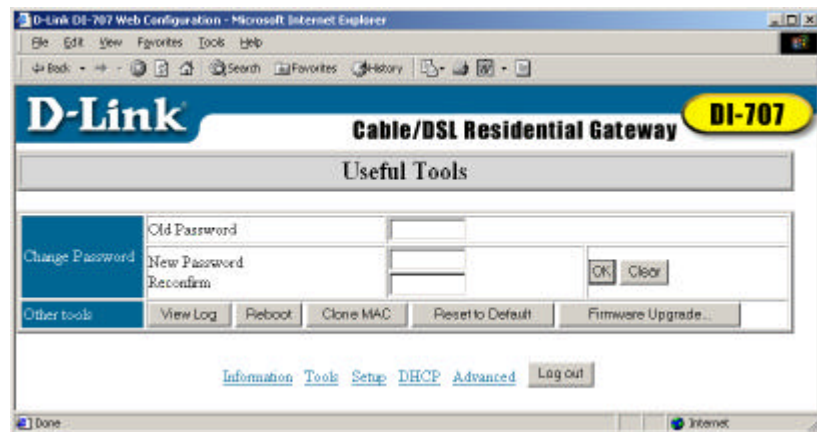 D-Link DI-707 Web Configuration - Microsoft Internet Explorer
File Edit View Favorites Tools Help
Back Search Favorites History
D-Link
Cable/DSL Residential Gateway
DI-707
Useful Tools
Change Password
Old Password
New Password
Reconfirm
OK Clear
Other tools
View Log Reboot Clone MAC Reset to Default Firmware Upgrade...
Information Tools Setup DHCP Advanced Log out
Done Internet